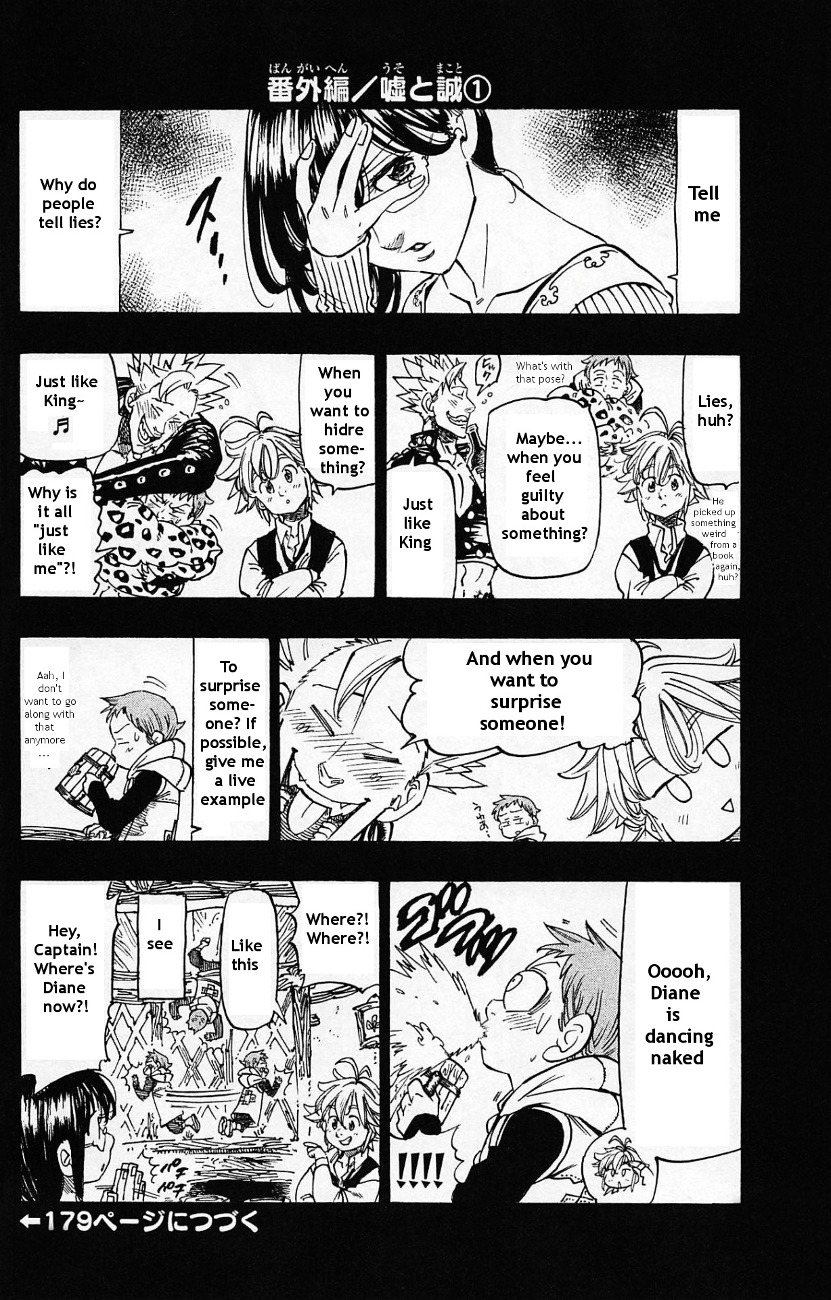 番外編／嘘と誠①
ばん がい へん うそ まこと
Tell
me
Why do
people
tell lies?
Lies,
huh?
What's with
that pose?
He
picked up
something
weird
from a
book
again,
huh?
Maybe...
when you
feel
guilty
about
something?
Just
like
King
When
you
want to
hidre
some-
thing?
Just like
King~
♬
Why is
it all
"just
like
me"?!
And when you
want to
surprise
someone!
To
surprise
some-
one? If
possible,
give me
a live
example
Aah, I
don't
want to go
along with
that
anymore
...
.
Ooooh,
Diane
is
dancing
naked
!!!!
Where?!
Where?!
Like
this
I
see
Hey,
Captain!
Where's
Diane
now?!
パチ
パチ
←179ページにつづく